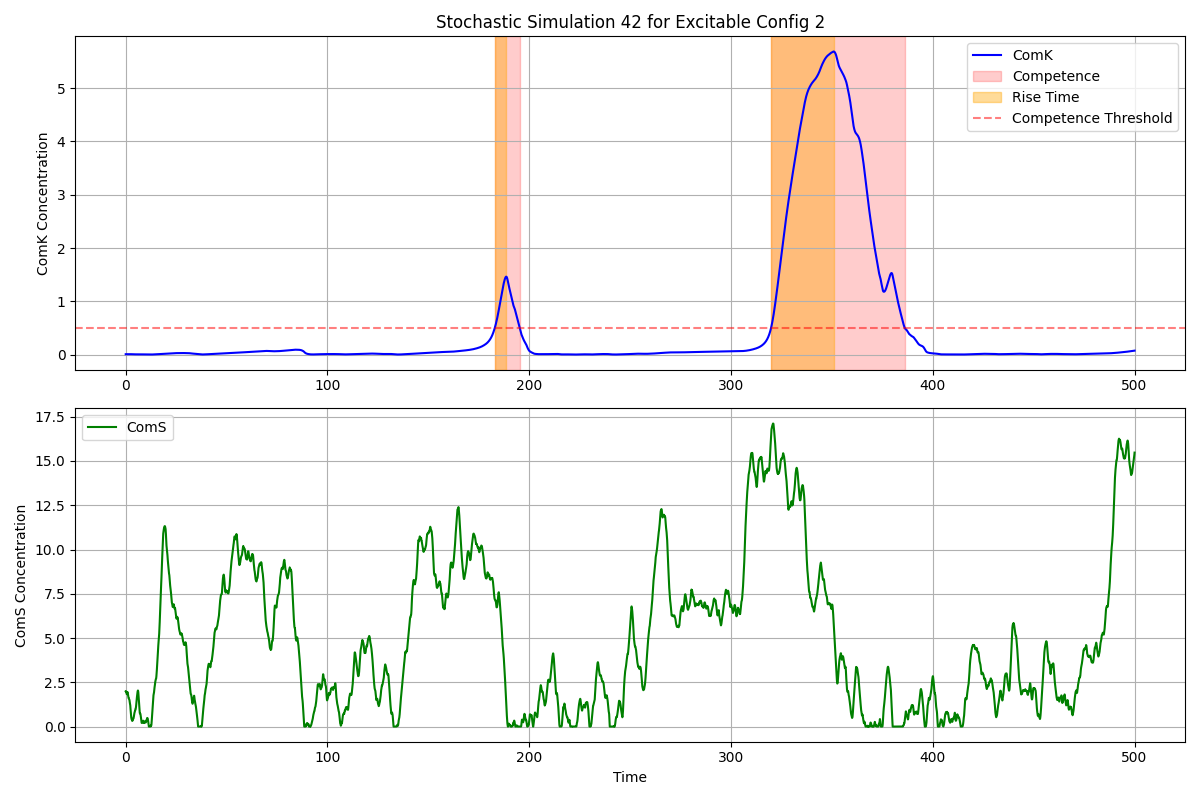 Stochastic Simulation 42 for Excitable Config 2
ComK Concentration
5
4
3
2
1
0
ComK
Competence
Rise Time
Competence Threshold
0 100 200 300 400 500
ComS Concentration
17.5
15.0
12.5
10.0
7.5
5.0
2.5
0.0
ComS
0 100 200 300 400 500
Time